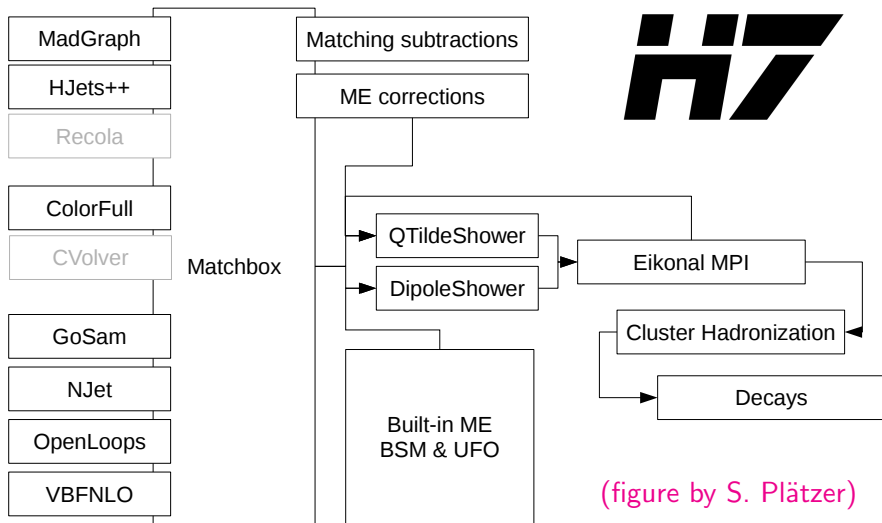 MadGraph
HJets++
Recola
ColorFull
CVolver
GoSam
NJet
OpenLoops
VBFNLO
Matchbox
Matching subtractions
ME corrections
QTildeShower
DipoleShower
Built-in ME
BSM & UFO
H7
Eikonal MPI
Cluster Hadronization
Decays
(figure by S. Plätzer)